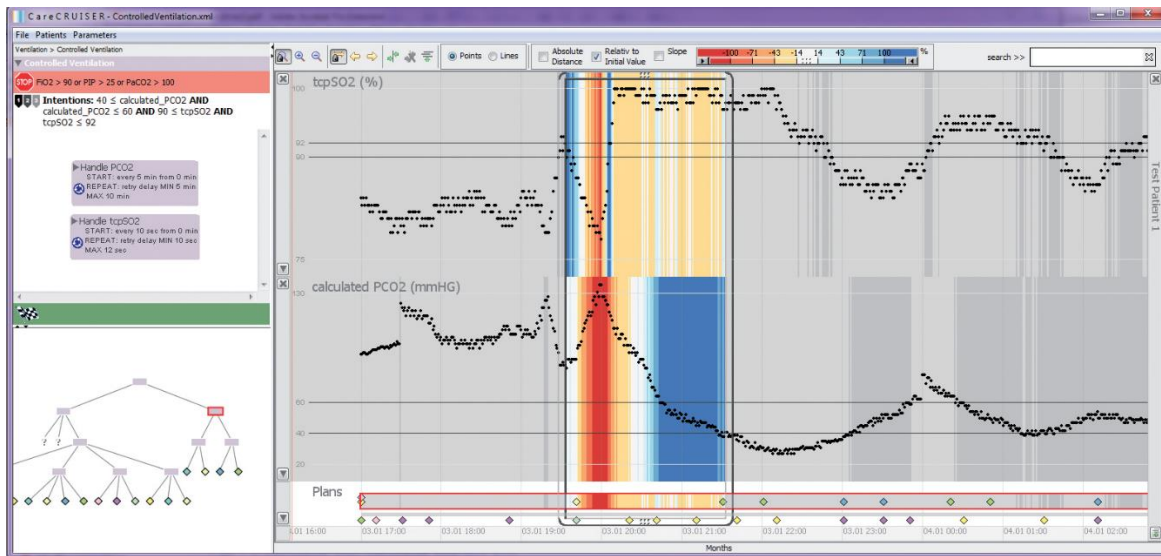 CareCRUISER - ControlledVentilation.xml
File Patients Parameters
Ventilation > Controlled Ventilation
Controlled Ventilation
STOP FiO2 > 90 or PIP > 25 or PaCO2 > 100
Intentions: 40 ≤ calculated_PCO2 AND
calculated_PCO2 ≤ 60 AND 90 ≤ tcpSO2 AND
tcpSO2 ≤ 92
Handle PCO2
START: every 5 min from 0 min
REPEAT: retry delay MIN 5 min
MAX 10 min
Handle tcpSO2
START: every 10 sec from 0 min
REPEAT: retry delay MIN 10 sec
MAX 12 sec
? ?
Points Lines
Absolute Distance
Relativ to Initial Value
Slope
-100 -71 -43 -14 14 43 71 100 %
search >>
tcpSO2 (%)
100
92
90
70
calculated PCO2 (mmHG)
130
60
40
20
Plans
Test Patient 1
.01 16:00 03.01 17:00 03.01 18:00 03.01 19:00 03.01 20:00 03.01 21:00 03.01 22:00 03.01 23:00 04.01 00:00 04.01 01:00 04.01 02:00
Months